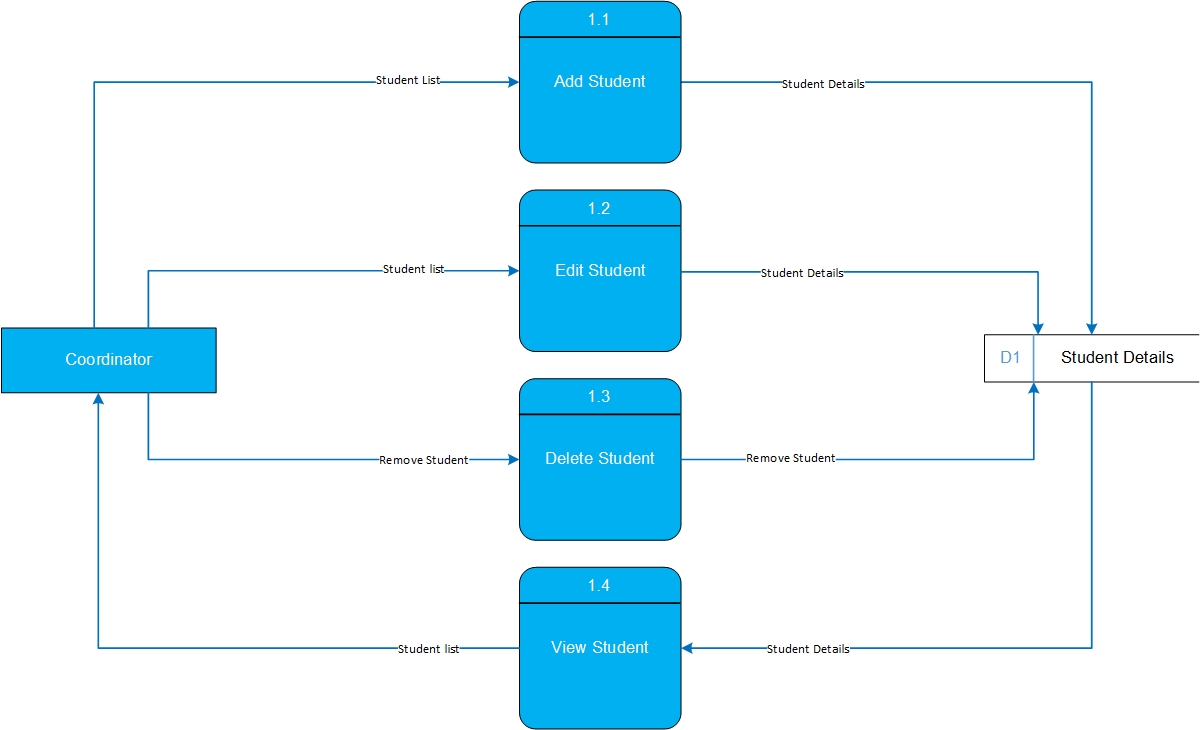 1.1
Student List
Add Student
Student Details
1.2
Student list
Edit Student
Student Details
Coordinator
D1
Student Details
1.3
Remove Student
Delete Student
Remove Student
1.4
Student list
View Student
Student Details